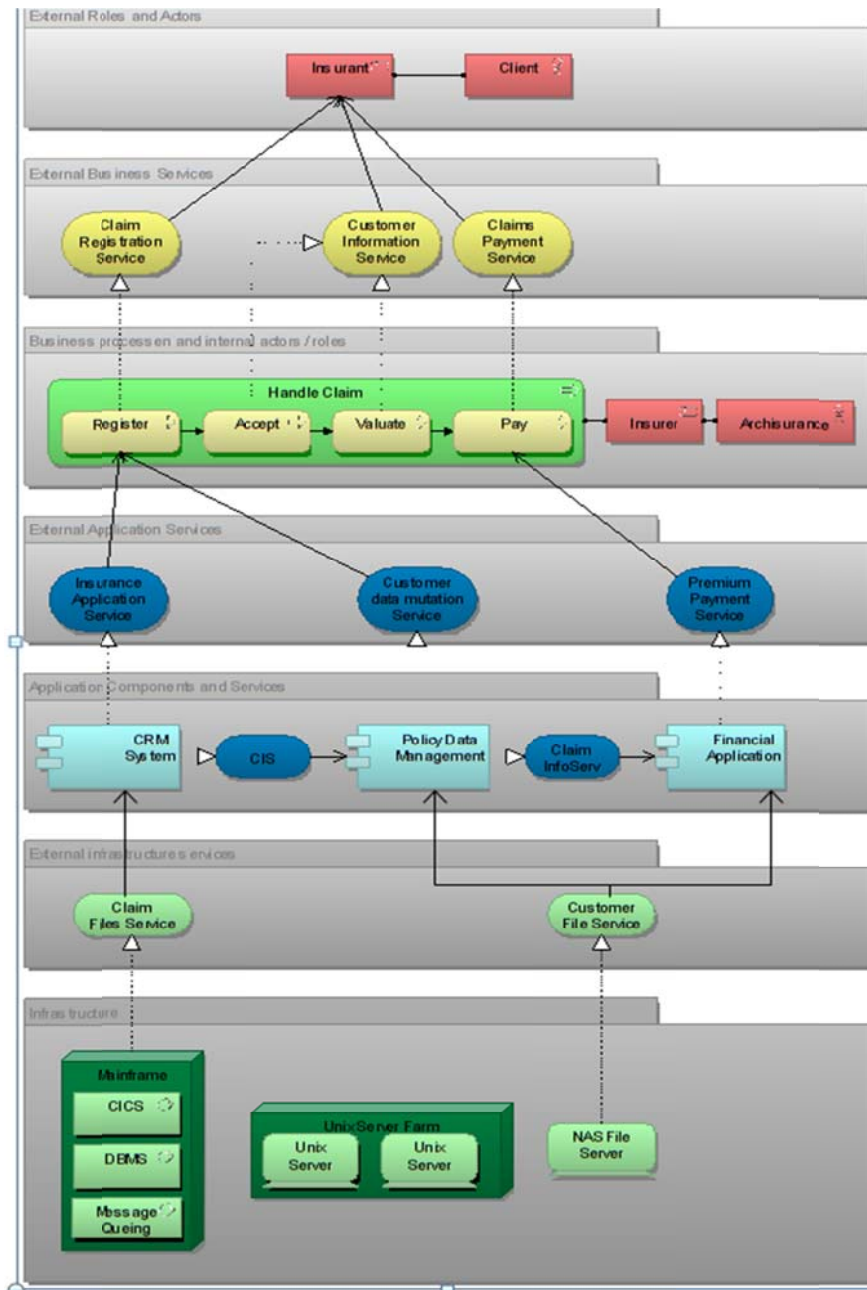 External Roles and Actors
Insurant
Client
External Business Services
Claim
Registration
Service
Customer
Information
Service
Claims
Payment
Service
Business processen and internal actors / roles
Handle Claim
Register
Accept
Valuate
Pay
Insurer
Archisurance
External Application Services
Insurance
Application
Service
Customer
data mutation
Service
Premium
Payment
Service
Application Components and Services
CRM
System
CIS
Policy Data
Management
Claim
InfoServ
Financial
Application
External infrastructure services
Claim
Files Service
Customer
File Service
Infrastructure
Mainframe
CICS
DBMS
Message
Queing
UnixServer Farm
Unix
Server
Unix
Server
NAS File
Server